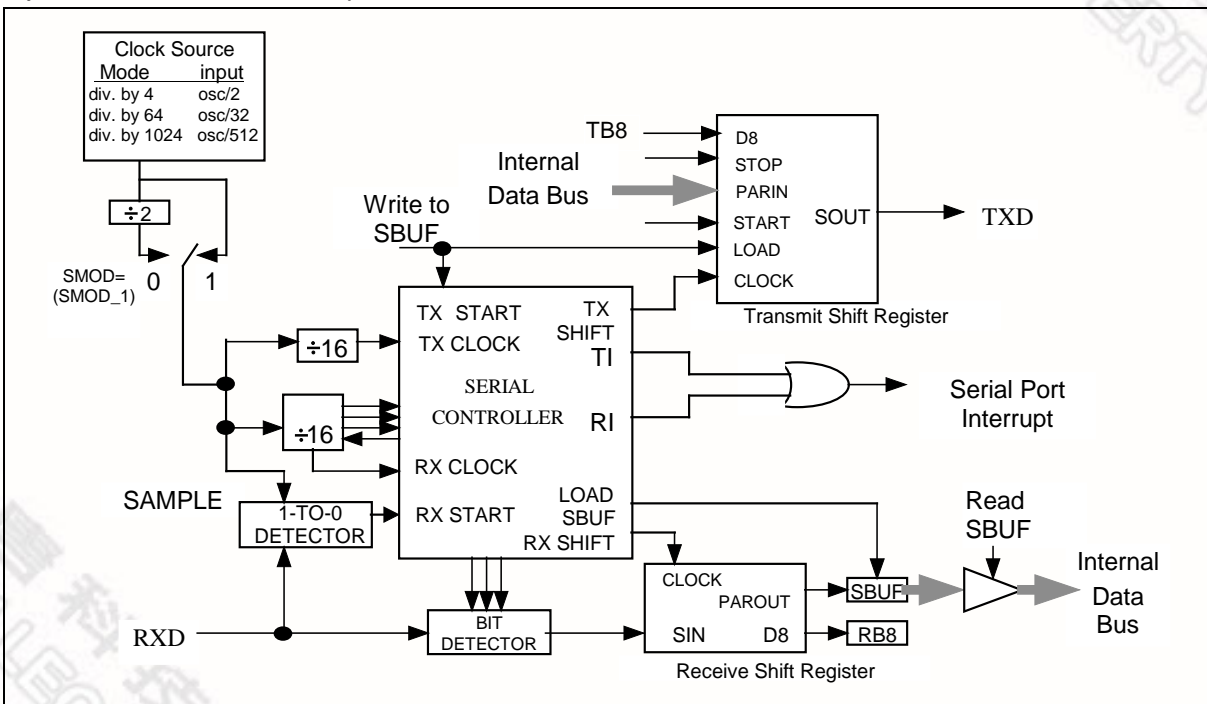 Clock Source
Mode input
div. by 4 osc/2
div. by 64 osc/32
div. by 1024 osc/512
÷2
SMOD=
(SMOD_1)
0 1
Write to
SBUF
TB8
Internal
Data Bus
D8
STOP
PARIN
START
LOAD
CLOCK
SOUT
TXD
Transmit Shift Register
÷16
÷16
TX START
TX CLOCK
SERIAL
CONTROLLER
RX CLOCK
RX START
TX
SHIFT
TI
RI
LOAD
SBUF
RX SHIFT
Serial Port
Interrupt
SAMPLE
1-TO-0
DETECTOR
RXD
BIT
DETECTOR
CLOCK
PAROUT
SIN D8
Receive Shift Register
SBUF
RB8
Read
SBUF
Internal
Data
Bus